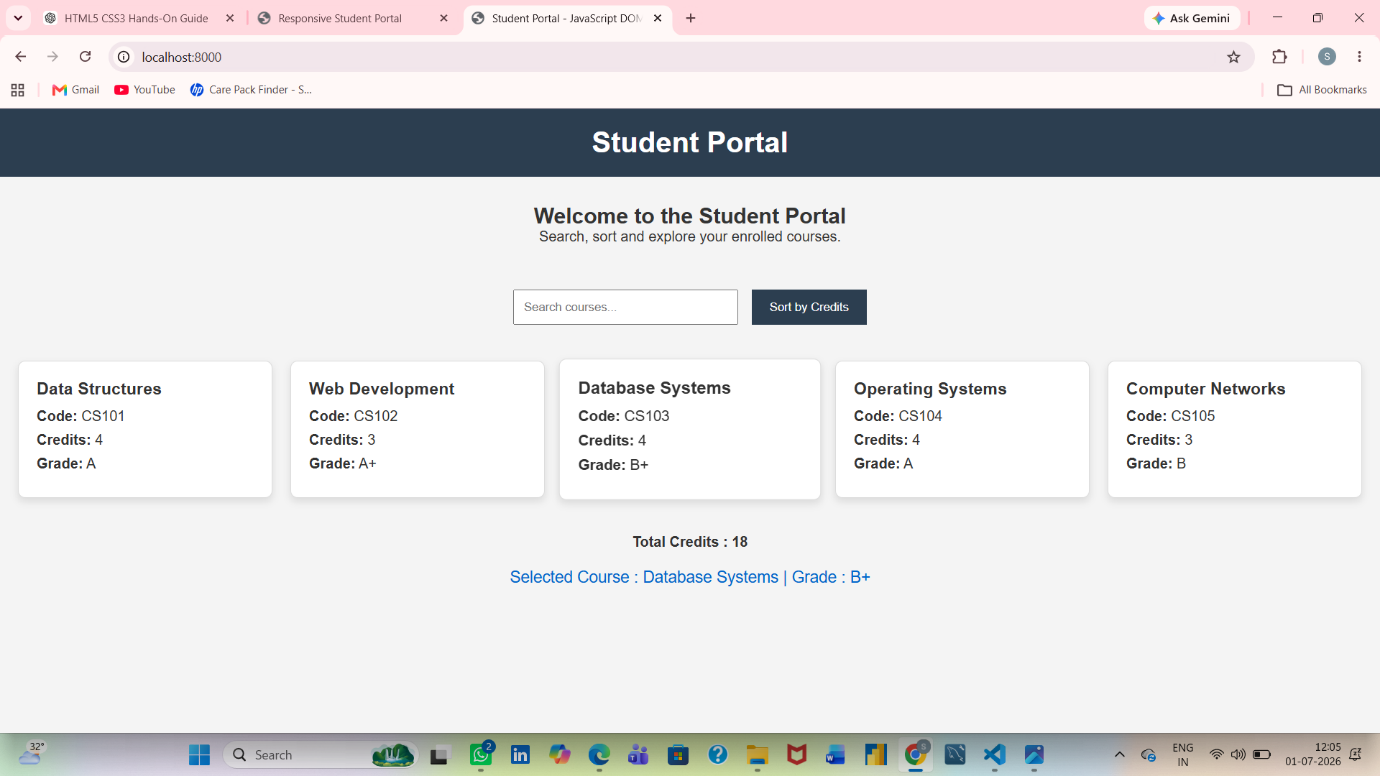 HTML5 CSS3 Hands-On Guide
Responsive Student Portal
Student Portal - JavaScript DOM
Ask Gemini
localhost:8000
S
Gmail
YouTube
hp
Care Pack Finder - S...
All Bookmarks
Student Portal
Welcome to the Student Portal
Search, sort and explore your enrolled courses.
Search courses...
Sort by Credits
Data Structures
Code: CS101
Credits: 4
Grade: A
Web Development
Code: CS102
Credits: 3
Grade: A+
Database Systems
Code: CS103
Credits: 4
Grade: B+
Operating Systems
Code: CS104
Credits: 4
Grade: A
Computer Networks
Code: CS105
Credits: 3
Grade: B
Total Credits : 18
Selected Course : Database Systems | Grade : B+
32°
Search
2
ENG
IN
12:05
01-07-2026